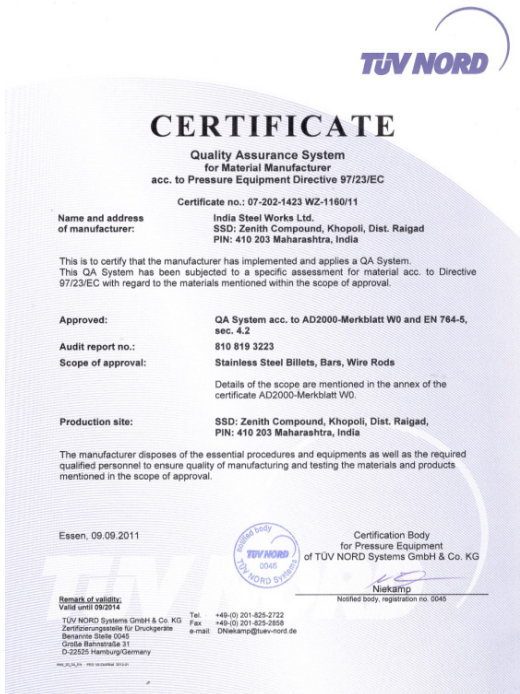 TÜV NORD
CERTIFICATE
Quality Assurance System
for Material Manufacturer
acc. to Pressure Equipment Directive 97/23/EC
Certificate no.: 07-202-1423 WZ-1160/11
Name and address of manufacturer: India Steel Works Ltd.
SSD: Zenith Compound, Khopoli, Dist. Raigad
PIN: 410 203 Maharashtra, India
This is to certify that the manufacturer has implemented and applies a QA System.
This QA System has been subjected to a specific assessment for material acc. to Directive
97/23/EC with regard to the materials mentioned within the scope of approval.
Approved: QA System acc. to AD2000-Merkblatt W0 and EN 764-5,
sec. 4.2
Audit report no.: 810 819 3223
Scope of approval: Stainless Steel Billets, Bars, Wire Rods
Details of the scope are mentioned in the annex of the
certificate AD2000-Merkblatt W0.
Production site: SSD: Zenith Compound, Khopoli, Dist. Raigad,
PIN: 410 203 Maharashtra, India
The manufacturer disposes of the essential procedures and equipments as well as the required
qualified personnel to ensure quality of manufacturing and testing the materials and products
mentioned in the scope of approval.
Essen, 09.09.2011
notified body
TÜV NORD
0045
TÜV NORD Systems
Certification Body
for Pressure Equipment
of TÜV NORD Systems GmbH & Co. KG
Niekamp
Notified body, registration no. 0045
Remark of validity:
Valid until 09/2014
TÜV NORD Systems GmbH & Co. KG
Zertifizierungsstelle für Druckgeräte
Benannte Stelle 0045
Große Bahnstraße 31
D-22525 Hamburg/Germany
Tel. +49-(0) 201-825-2722
Fax +49-(0) 201-825-2858
e-mail: DNiekamp@tuev-nord.de
TÜV NORD